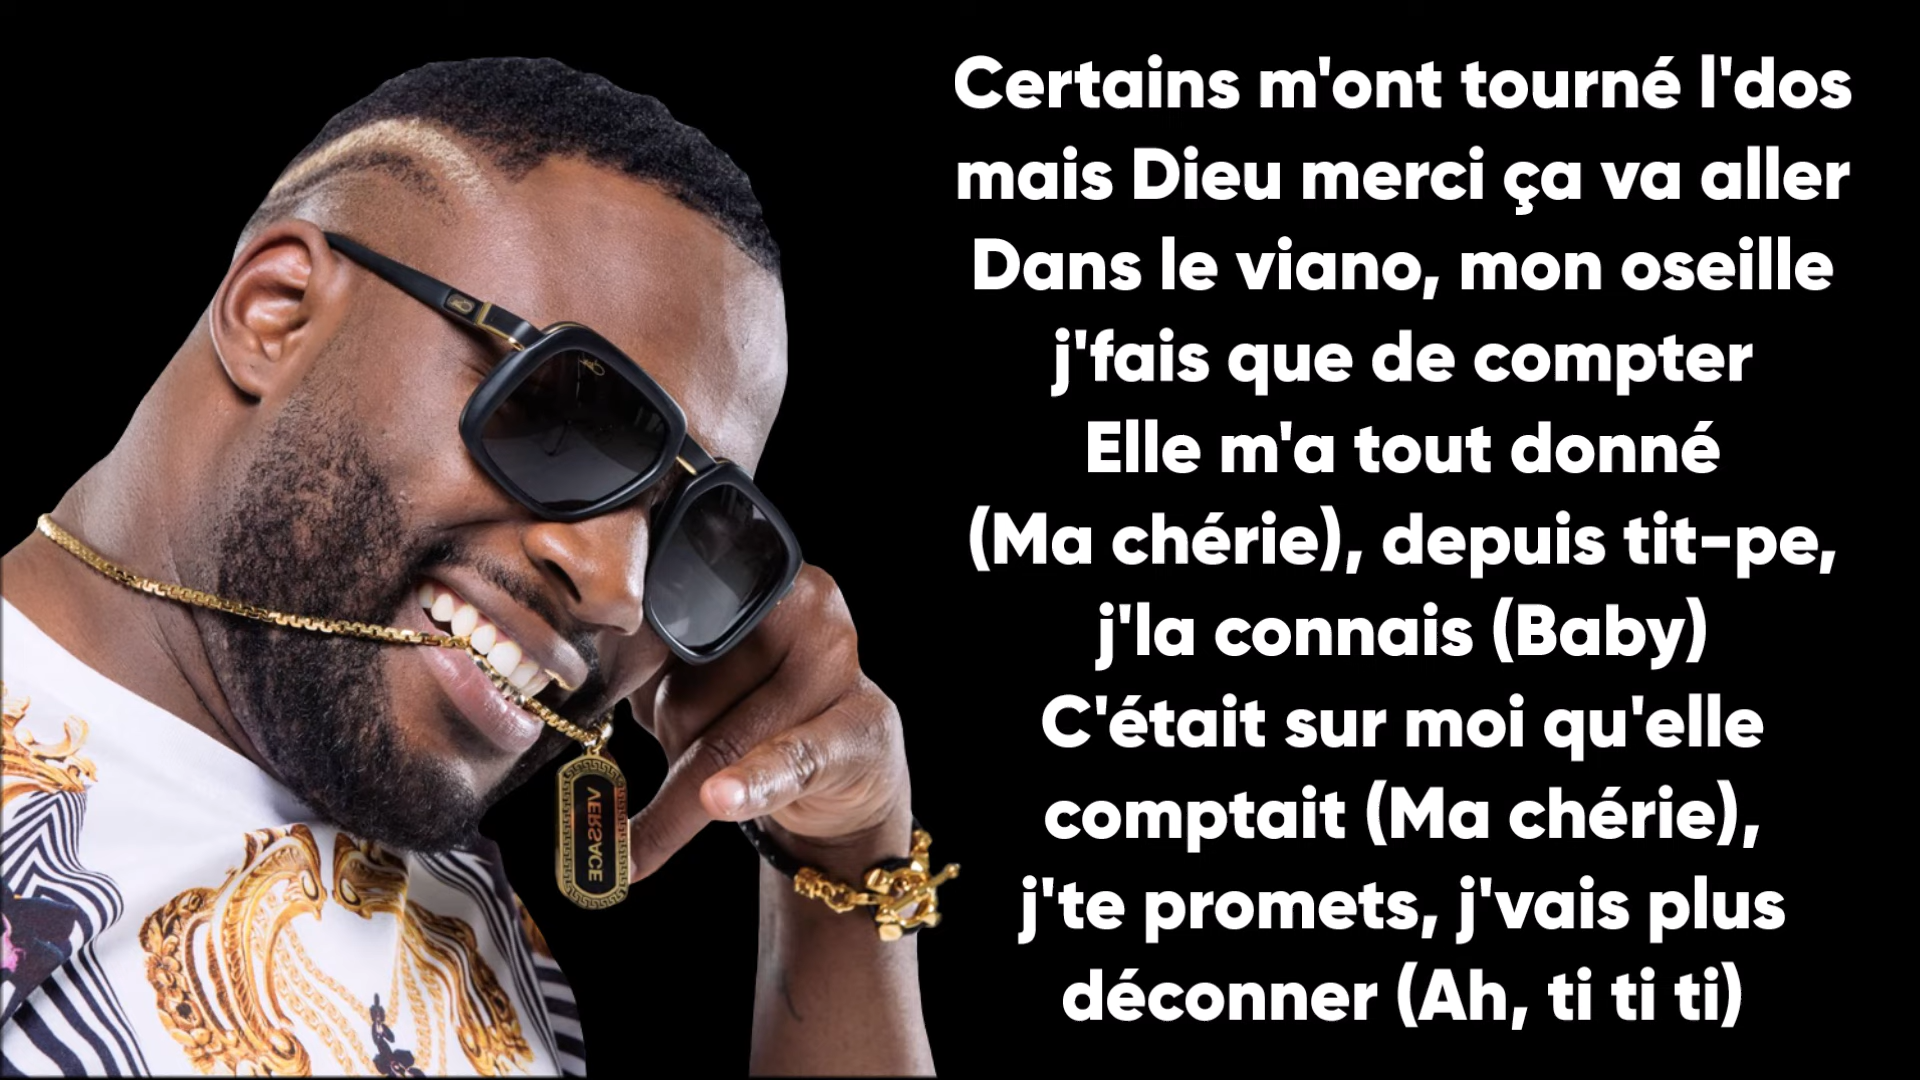 Certains m'ont tourné l'dos
mais Dieu merci ça va aller
Dans le viano, mon oseille
j'fais que de compter
Elle m'a tout donné
(Ma chérie), depuis tit-pe,
j'la connais (Baby)
C'était sur moi qu'elle
comptait (Ma chérie),
j'te promets, j'vais plus
déconner (Ah, ti ti ti)
VERSACE